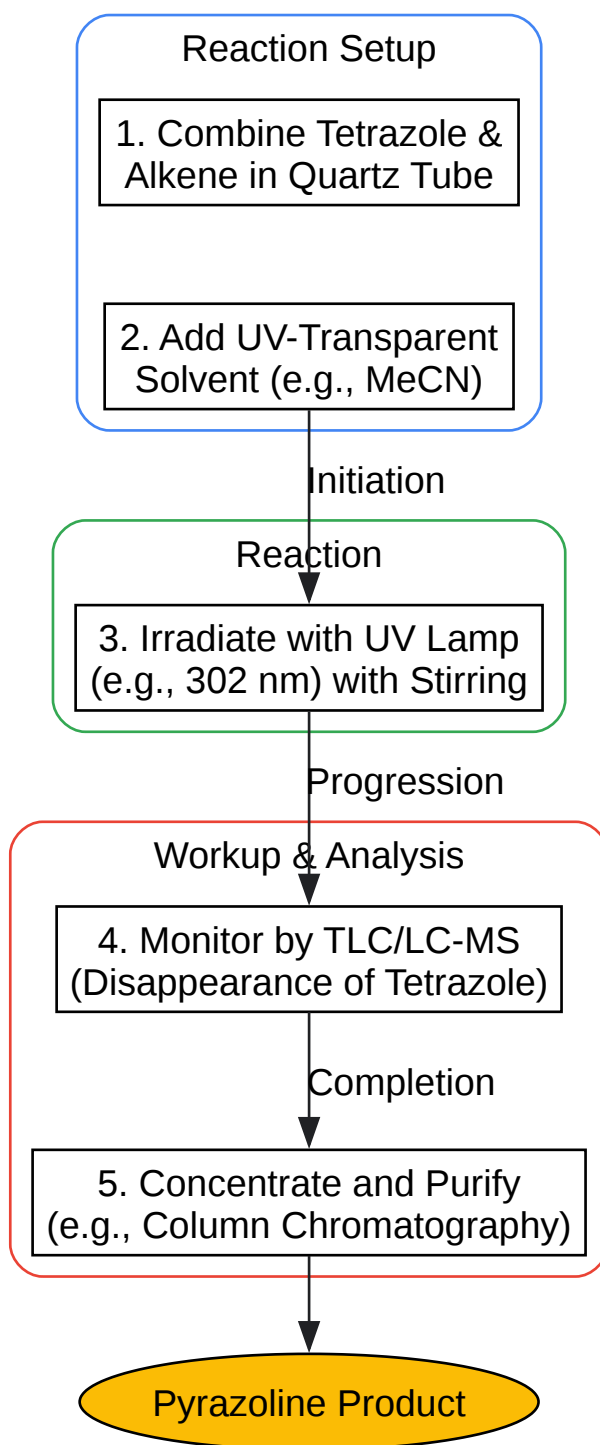 Reaction Setup
1. Combine Tetrazole &
Alkene in Quartz Tube
2. Add UV-Transparent
Solvent (e.g., MeCN)
Initiation
Reaction
3. Irradiate with UV Lamp
(e.g., 302 nm) with Stirring
Progression
Workup & Analysis
4. Monitor by TLC/LC-MS
(Disappearance of Tetrazole)
Completion
5. Concentrate and Purify
(e.g., Column Chromatography)
Pyrazoline Product